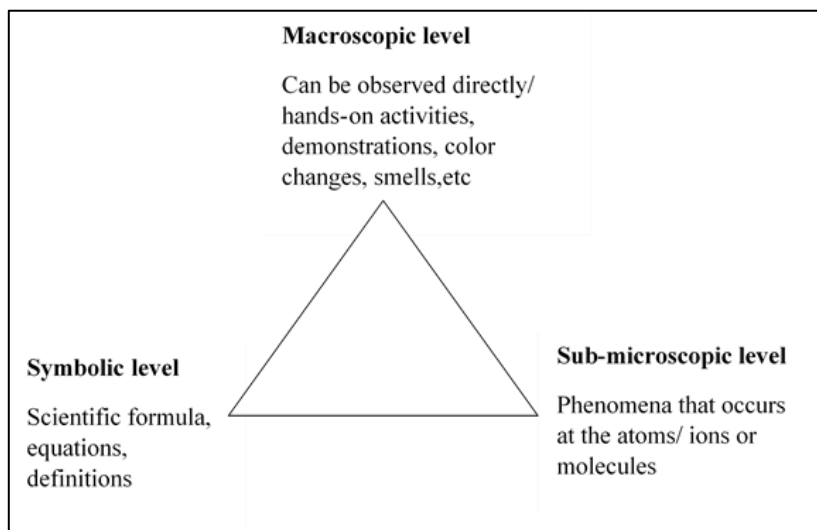 Macroscopic level
Can be observed directly/
hands-on activities,
demonstrations, color
changes, smells,etc
Symbolic level
Scientific formula,
equations,
definitions
Sub-microscopic level
Phenomena that occurs
at the atoms/ ions or
molecules